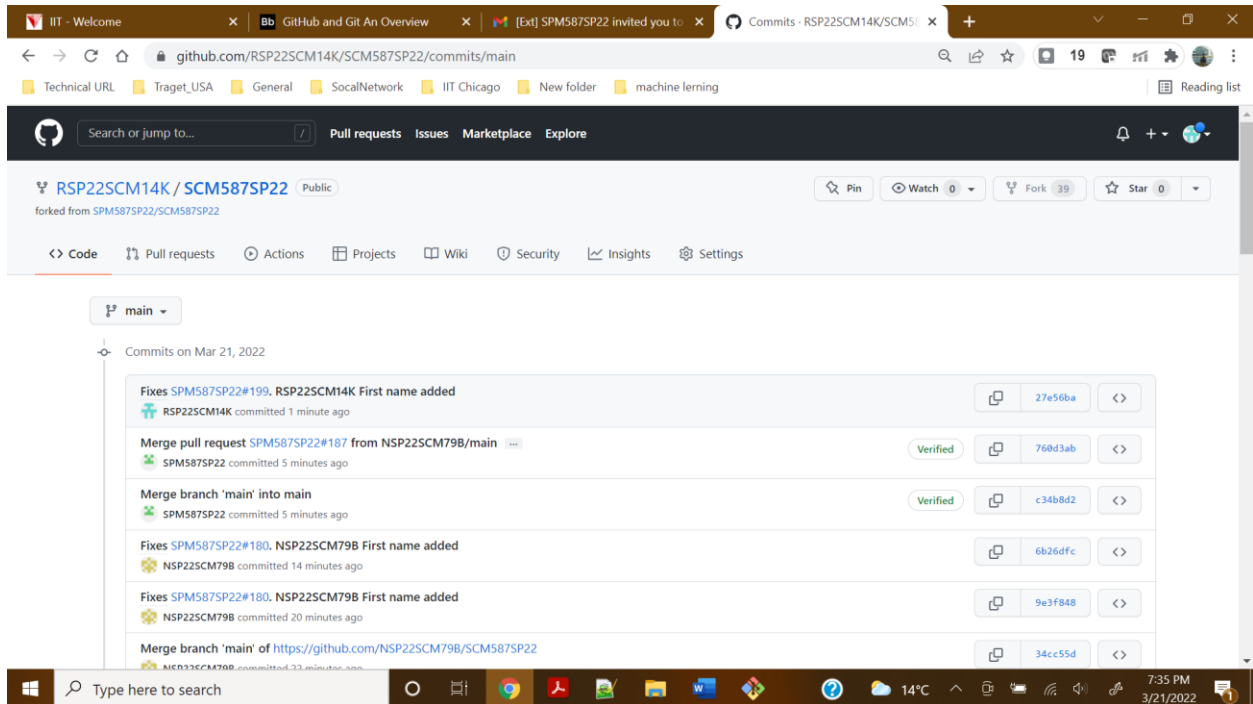 IIT - Welcome
Bb GitHub and Git An Overview
[Ext] SPM587SP22 invited you to
Commits · RSP22SCM14K/SCM58
github.com/RSP22SCM14K/SCM587SP22/commits/main
19
Technical URL Traget_USA General SocalNetwork IIT Chicago New folder machine lerning Reading list
Search or jump to... / Pull requests Issues Marketplace Explore
RSP22SCM14K / SCM587SP22 Public
Pin Watch 0 Fork 39 Star 0
forked from SPM587SP22/SCM587SP22
<> Code Pull requests Actions Projects Wiki Security Insights Settings
main
Commits on Mar 21, 2022
Fixes SPM587SP22#199. RSP22SCM14K First name added
RSP22SCM14K committed 1 minute ago
27e56ba
Merge pull request SPM587SP22#187 from NSP22SCM79B/main ...
SPM587SP22 committed 5 minutes ago
Verified 760d3ab
Merge branch 'main' into main
SPM587SP22 committed 5 minutes ago
Verified c34b8d2
Fixes SPM587SP22#180. NSP22SCM79B First name added
NSP22SCM79B committed 14 minutes ago
6b26dfc
Fixes SPM587SP22#180. NSP22SCM79B First name added
NSP22SCM79B committed 20 minutes ago
9e3f848
Merge branch 'main' of https://github.com/NSP22SCM79B/SCM587SP22
NSP22SCM79B committed 22 minutes ago
34cc55d
Type here to search
14°C
7:35 PM
3/21/2022
1